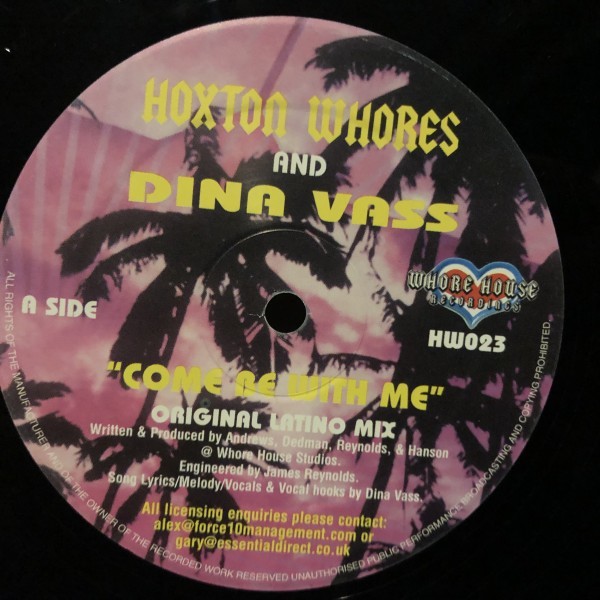 HOXTON WHORES
AND
DINA VASS
WHORE HOUSE
RECORDINGS
HW023
A SIDE
"COME BE WITH ME"
ORIGINAL LATINO MIX
Written & Produced by Andrews, Dedman, Reynolds, & Hanson
@ Whore House Studios.
Engineered by James Reynolds.
Song Lyrics/Melody/Vocals & Vocal hooks by Dina Vass.
All licensing enquiries please contact:
alex@force10management.com or
gary@essentialdirect.co.uk
ALL RIGHTS OF THE MANUFACTURER AND OF THE OWNER OF THE RECORDED WORK RESERVED UNAUTHORISED PUBLIC PERFORMANCE BROADCASTING AND COPYING PROHIBITED